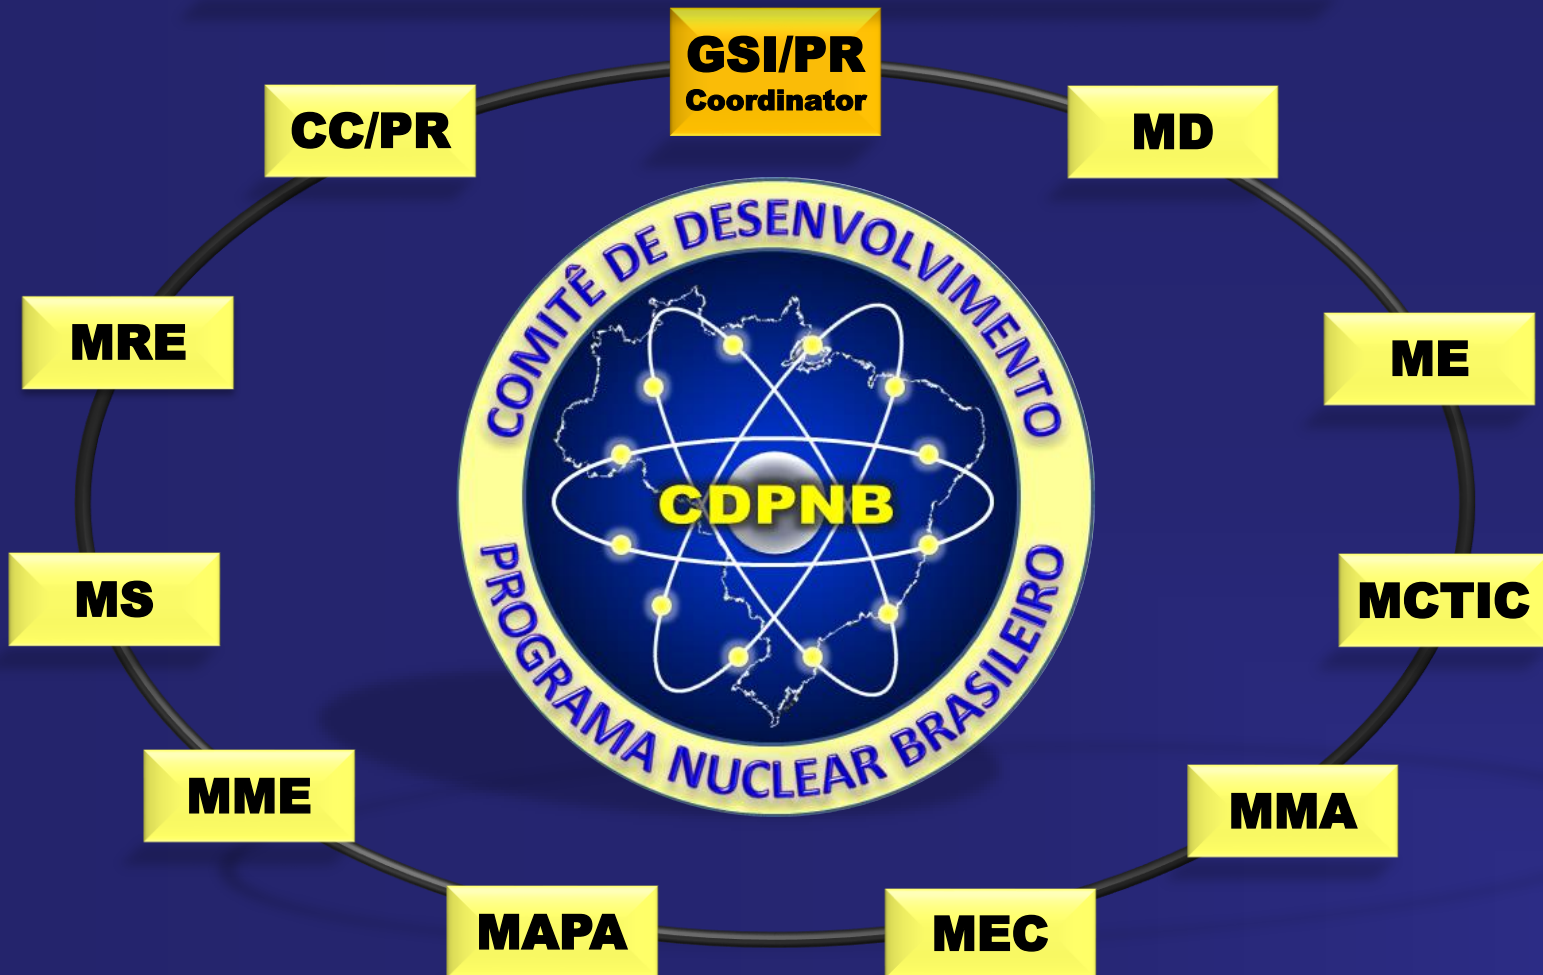 GSI/PR
Coordinator
CC/PR
MD
COMITÊ DE DESENVOLVIMENTO
MRE
ME
CDPNB
MS
MCTIC
PROGRAMA NUCLEAR BRASILEIRO
MME
MMA
MAPA
MEC